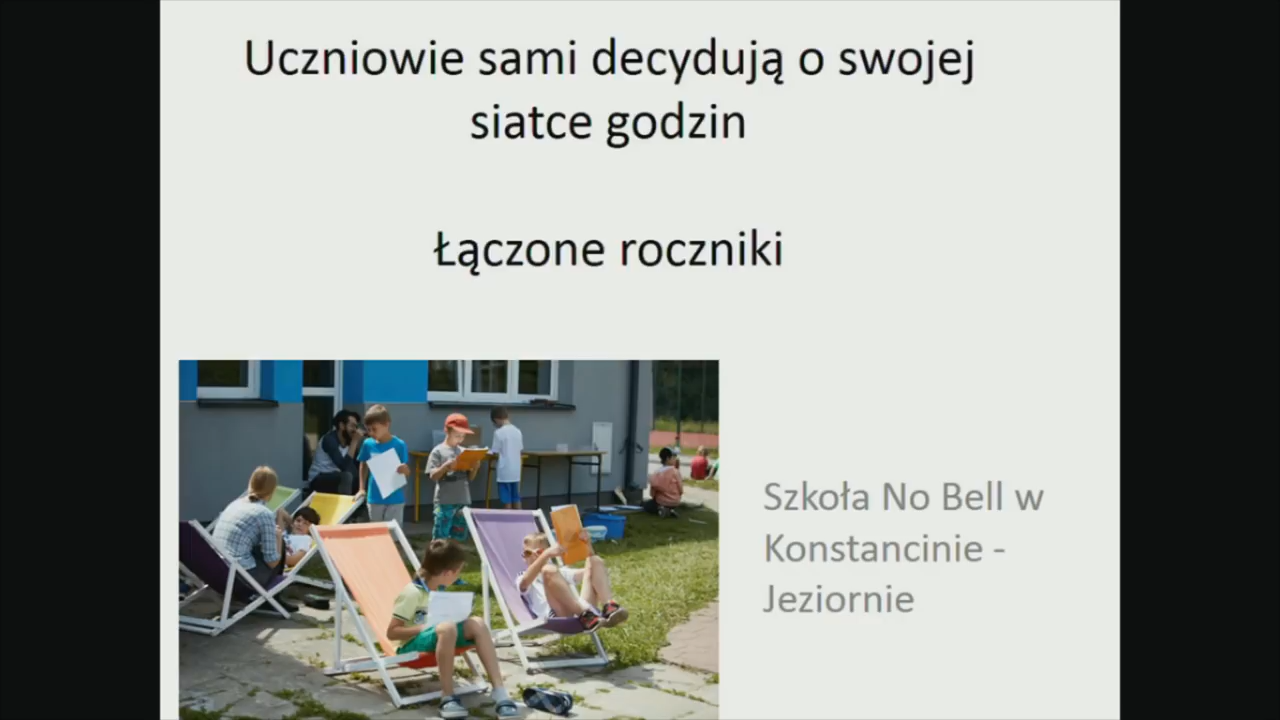 Uczniowie sami decydują o swojej
siatce godzin
Łączone roczniki
Szkoła No Bell w
Konstancinie -
Jeziornie